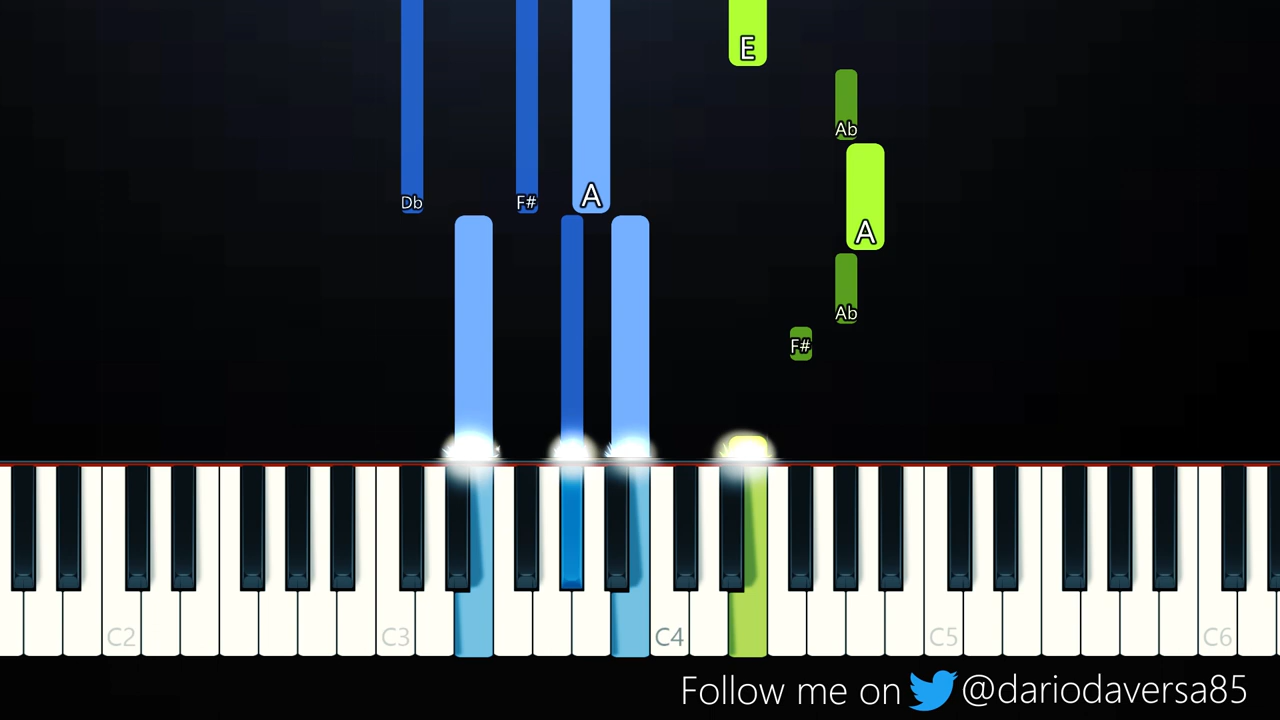 E
Ab
Db F# A
A
Ab
F#
C2 C3 C4 C5 C6
Follow me on @dariodaversa85